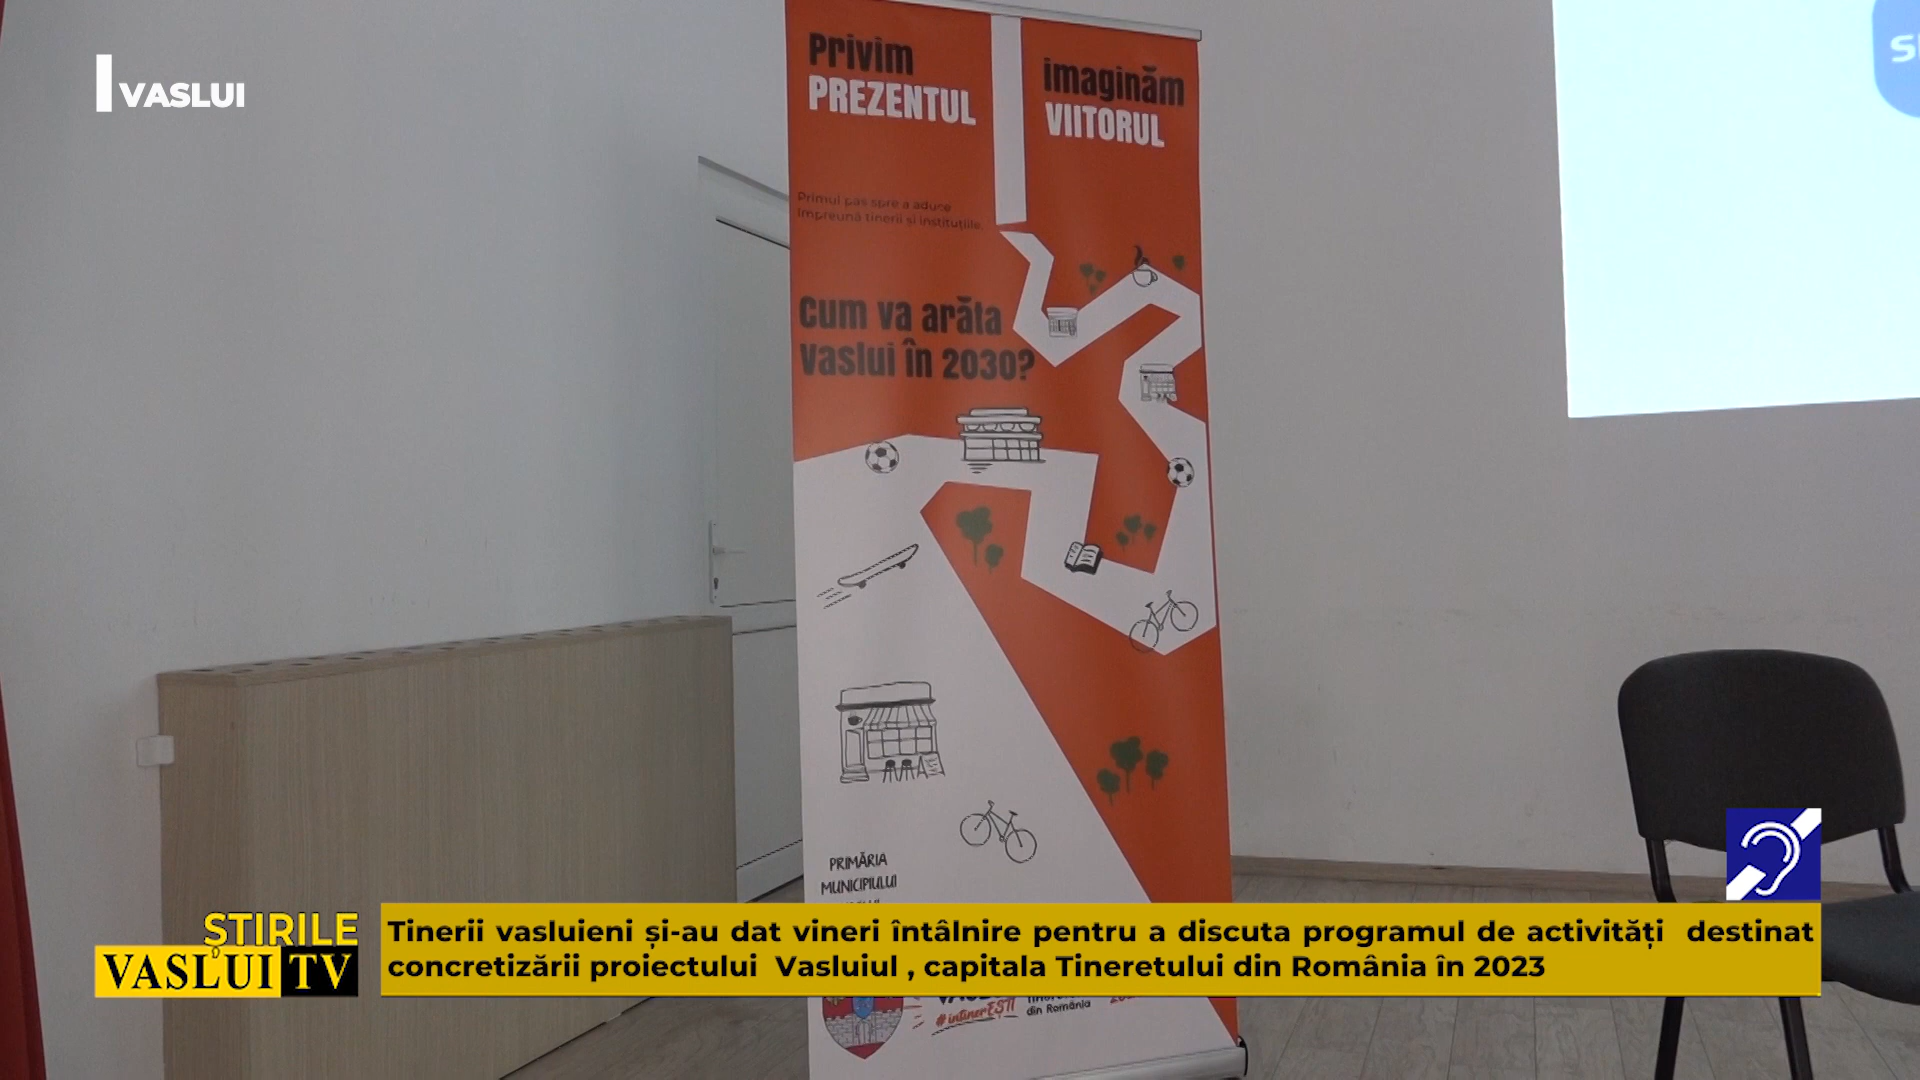 VASLUI
Privim
PREZENTUL
imaginăm
VIITORUL
Primul pas spre a aduce
împreună tinerii și instituțiile.
Cum va arăta
Vaslui în 2030?
PRIMĂRIA
MUNICIPIULUI
ȘTIRILE
VASLUI TV
Tinerii vasluieni și-au dat vineri întâlnire pentru a discuta programul de activități destinat
concretizării proiectului Vasluiul , capitala Tineretului din România în 2023
#întinerEȘTI
din România